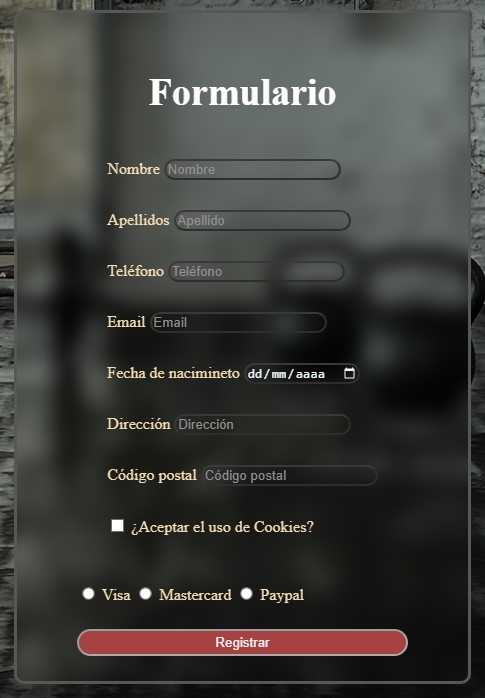 Formulario
Nombre Nombre
Apellidos Apellido
Teléfono Teléfono
Email Email
Fecha de nacimineto dd/mm/aaaa
Dirección Dirección
Código postal Código postal
¿Aceptar el uso de Cookies?
Visa Mastercard Paypal
Registrar